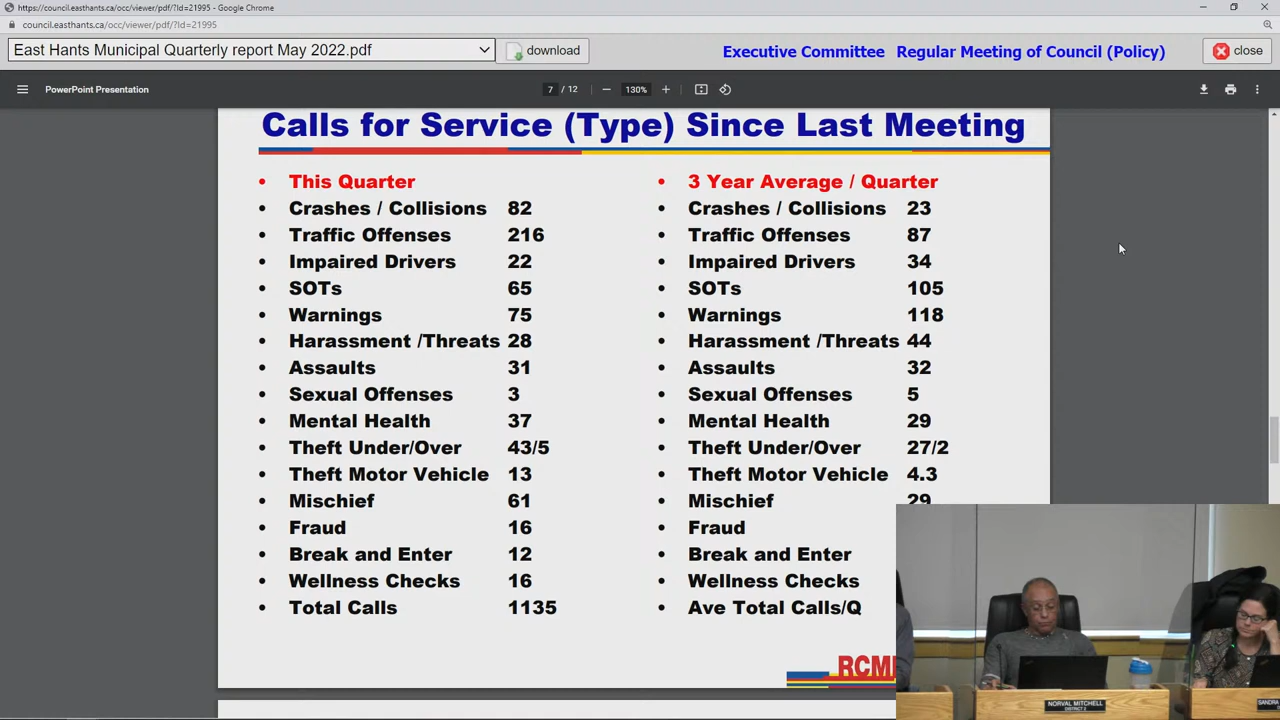 https://council.easthants.ca/occ/viewer/pdf/?Id=21995 - Google Chrome
council.easthants.ca/occ/viewer/pdf/?Id=21995
East Hants Municipal Quarterly report May 2022.pdf download Executive Committee Regular Meeting of Council (Policy) close
PowerPoint Presentation 7 / 12 130%
Calls for Service (Type) Since Last Meeting
• This Quarter
• Crashes / Collisions 82
• Traffic Offenses 216
• Impaired Drivers 22
• SOTs 65
• Warnings 75
• Harassment /Threats 28
• Assaults 31
• Sexual Offenses 3
• Mental Health 37
• Theft Under/Over 43/5
• Theft Motor Vehicle 13
• Mischief 61
• Fraud 16
• Break and Enter 12
• Wellness Checks 16
• Total Calls 1135
• 3 Year Average / Quarter
• Crashes / Collisions 23
• Traffic Offenses 87
• Impaired Drivers 34
• SOTs 105
• Warnings 118
• Harassment /Threats 44
• Assaults 32
• Sexual Offenses 5
• Mental Health 29
• Theft Under/Over 27/2
• Theft Motor Vehicle 4.3
• Mischief 29
• Fraud
• Break and Enter
• Wellness Checks
• Ave Total Calls/Q
RCM
NORVAL MITCHELL
DISTRICT 2
SANDRA